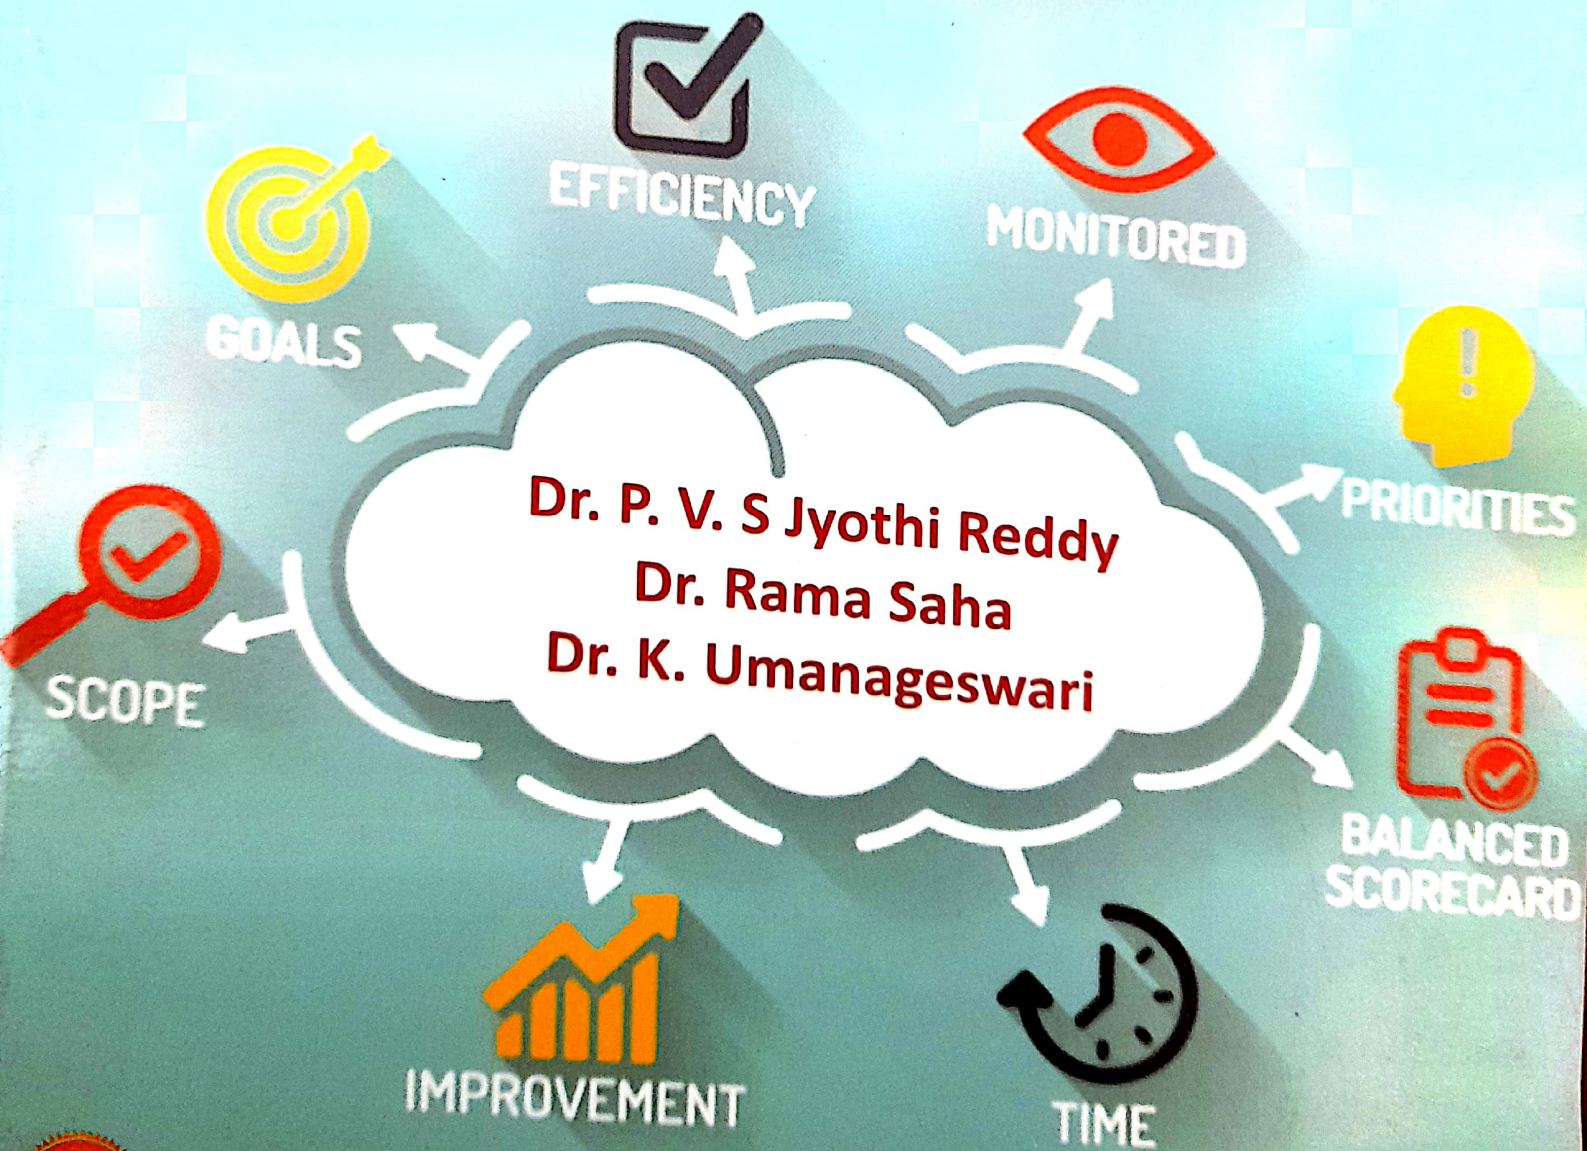 EFFICIENCY
MONITORED
GOALS
PRIORITIES
Dr. P. V. S Jyothi Reddy
Dr. Rama Saha
Dr. K. Umanageswari
SCOPE
BALANCED
SCORECARD
IMPROVEMENT
TIME